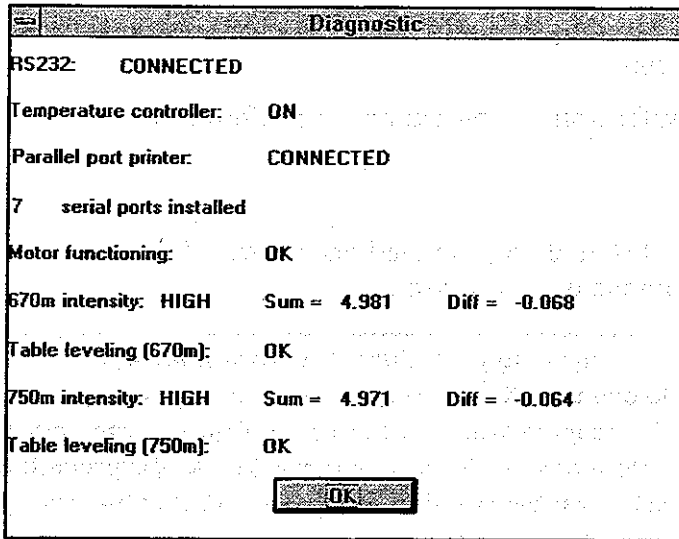 Diagnostic
RS232: CONNECTED
Temperature controller: ON
Parallel port printer: CONNECTED
7 serial ports installed
Motor functioning: OK
670m intensity: HIGH Sum = 4.981 Diff = -0.068
Table leveling (670m): OK
750m intensity: HIGH Sum = 4.971 Diff = -0.064
Table leveling (750m): OK
OK